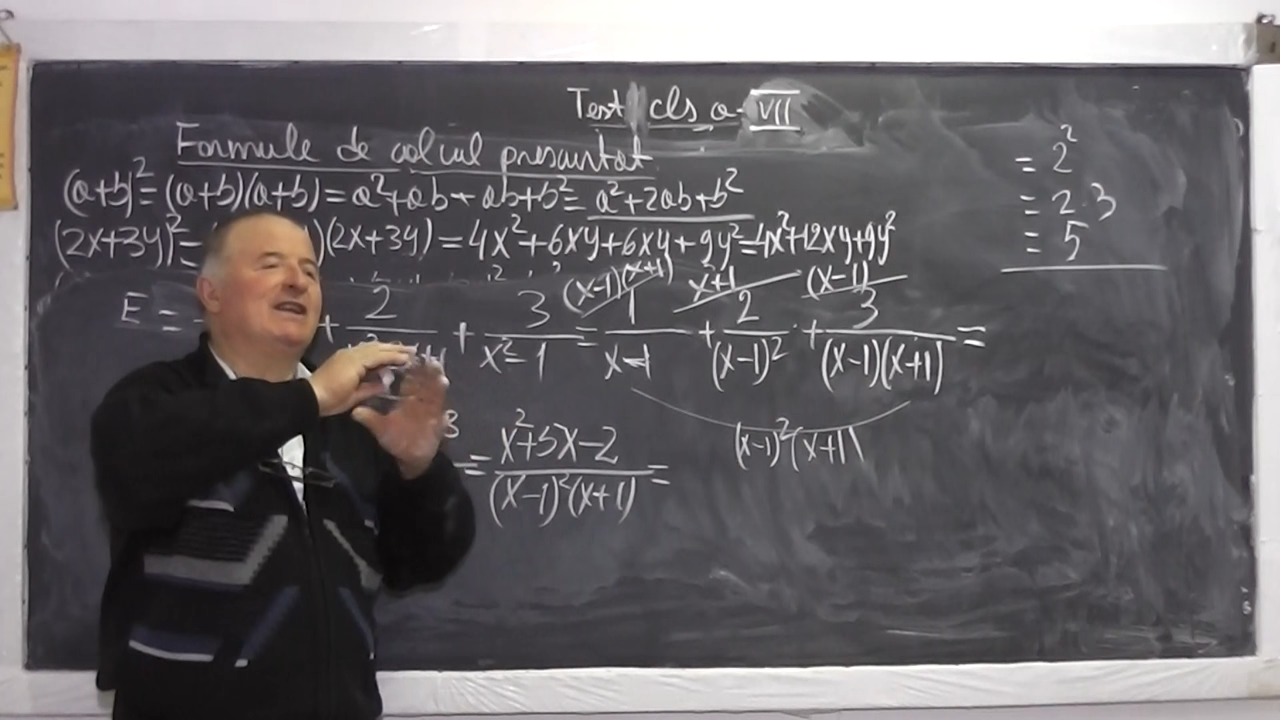 Test cls a VII
Formule de calcul prescurtat
(a+b)²=(a+b)(a+b)=a²+ab+ab+b²=a²+2ab+b²
(2x+3y)²= )(2x+3y)=4x²+6xy+6xy+9y²=4x²+12xy+9y²
(x-1)(x+1) x+1 (x-1)
E = + 2 + 3/(x²-1) = 1/(x-1) + 2/(x-1)² + 3/((x-1)(x+1)) =
(x-1)²(x+1)
3
= (x²+5x-2)/((x-1)²(x+1)) =
= 2²
= 2·3
= 5